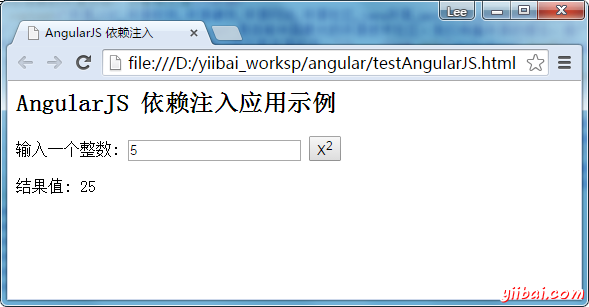 Lee
AngularJS 依赖注入
file:///D:/yiibai_worksp/angular/testAngularJS.html
AngularJS 依赖注入应用示例
输入一个整数: 5 X²
结果值: 25
yiibai.com